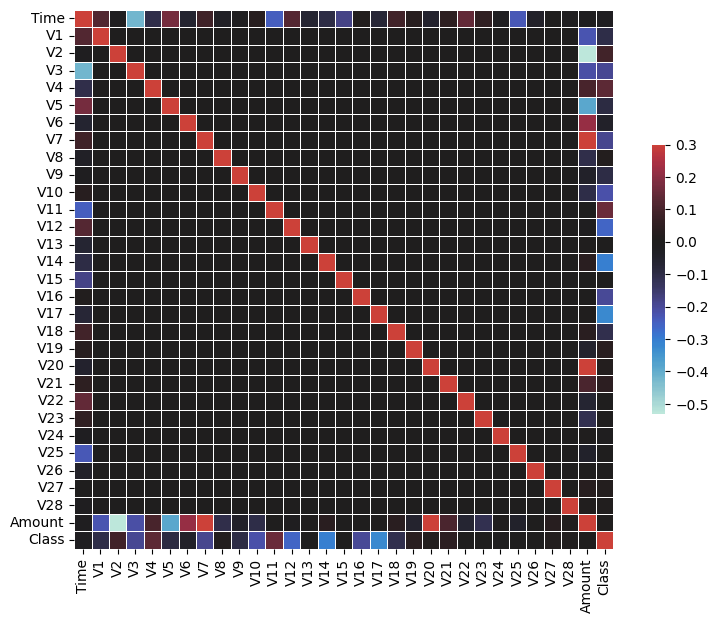 Time
V1
V2
V3
V4
V5
V6
V7
V8
V9
V10
V11
V12
V13
V14
V15
V16
V17
V18
V19
V20
V21
V22
V23
V24
V25
V26
V27
V28
Amount
Class
Time
V1
V2
V3
V4
V5
V6
V7
V8
V9
V10
V11
V12
V13
V14
V15
V16
V17
V18
V19
V20
V21
V22
V23
V24
V25
V26
V27
V28
Amount
Class
0.3
0.2
0.1
0.0
−0.1
−0.2
−0.3
−0.4
−0.5